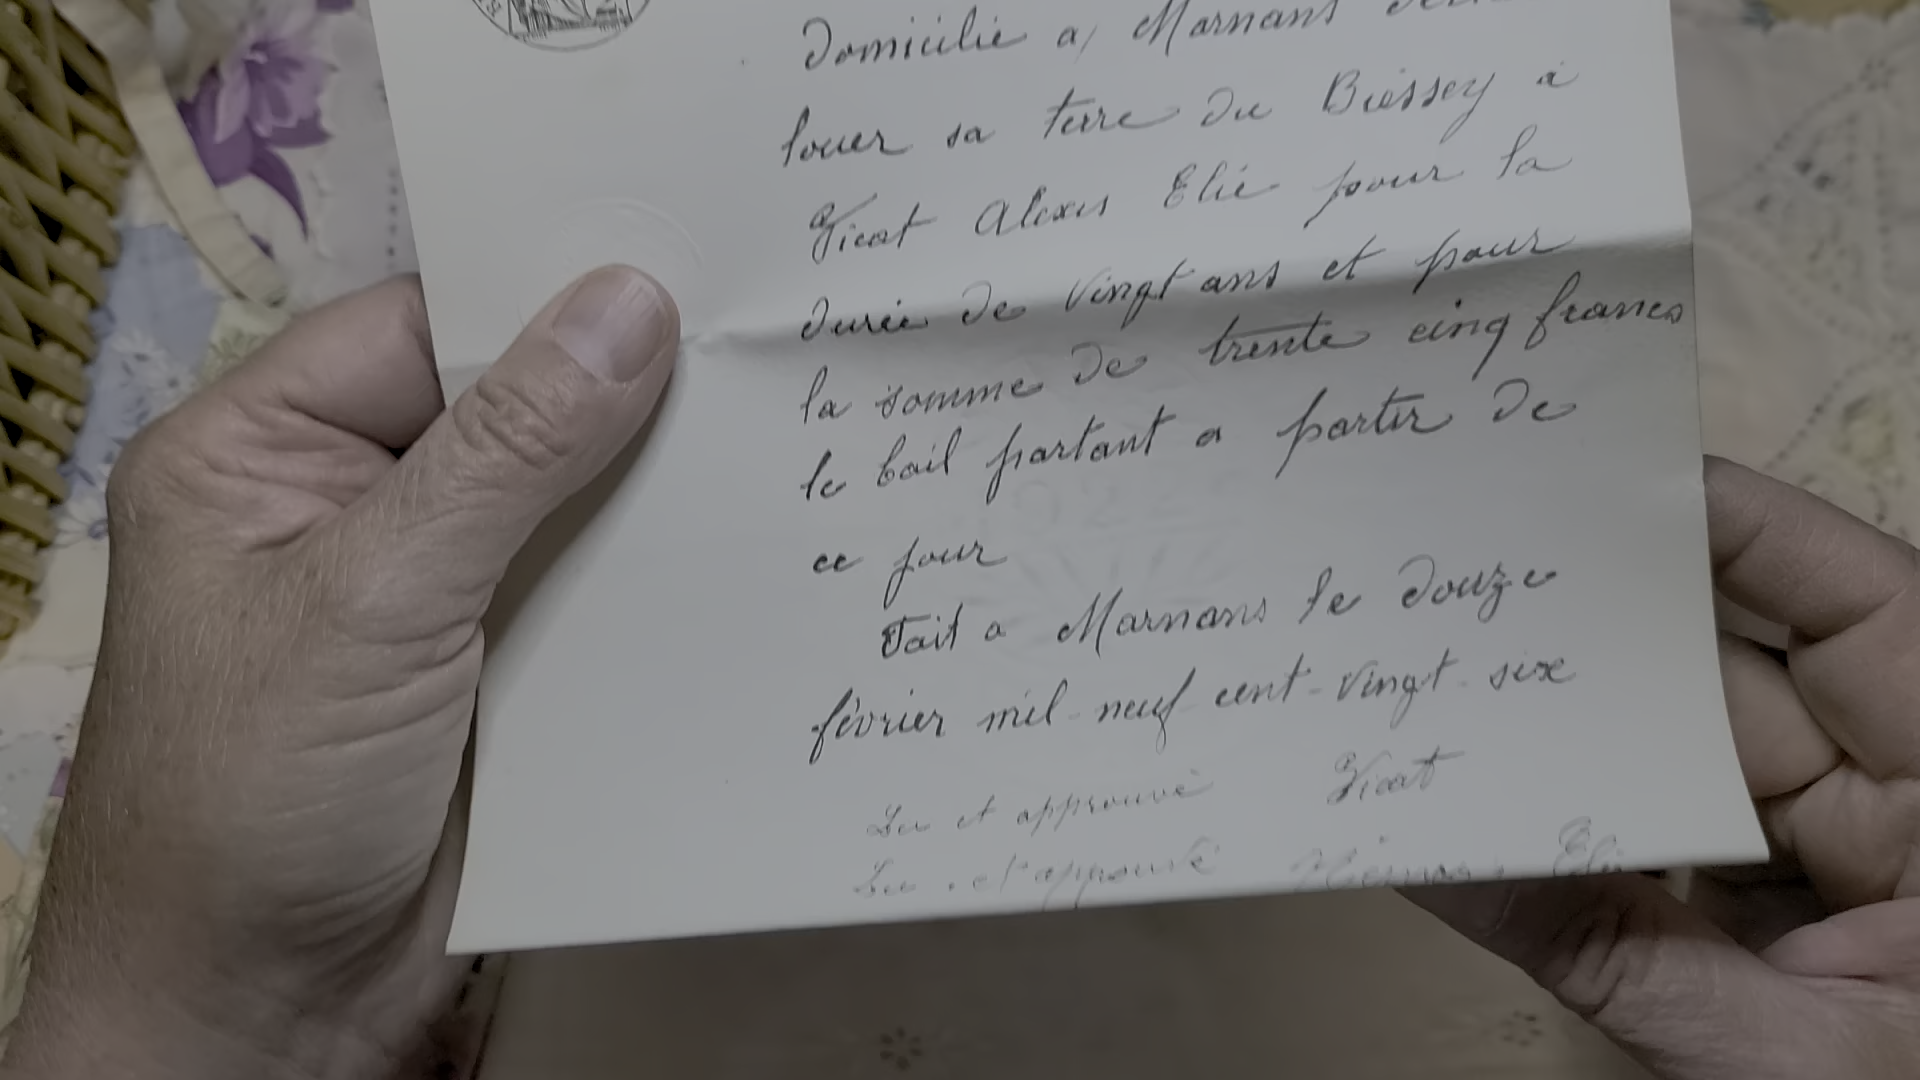 domicilié a Marnans
louer sa terre du Biessey à
Vicat Alexis Elie pour la
durée de vingt ans et pour
la somme de trente cinq francs
le bail partant a partir de
ce jour
Fait a Marnans le douze
février mil neuf cent vingt six
Lu et approuvé Vicat
Lu et approuvé Elie